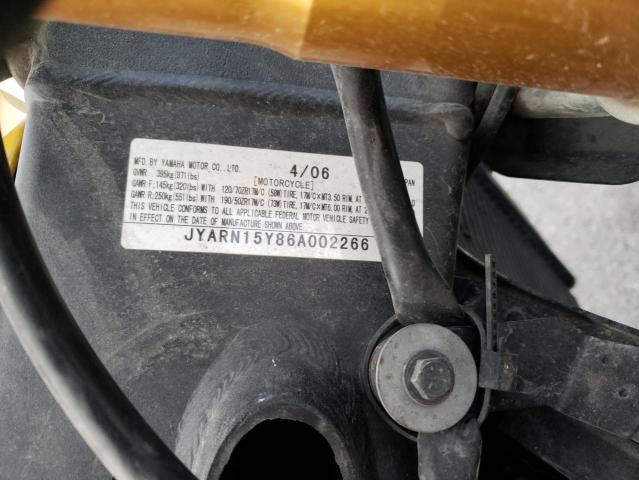 MFD BY YAMAHA MOTOR CO.,LTD. 4/06 PAN
GVWR 395kg(871lbs) [MOTORCYCLE]
GAWR F:145kg(320lbs)WITH 120/70ZR17M/C (58W)TIRE, 17M/C×MT3.50 RIM, AT
GAWR R:250kg(551lbs)WITH 190/50ZR17M/C (73W)TIRE, 17M/C×MT6.00 RIM, AT
THIS VEHICLE CONFORMS TO ALL APPLICABLE FEDERAL MOTOR VEHICLE SAFETY
IN EFFECT ON THE DATE OF MANUFACTURE SHOWN ABOVE.
JYARN15Y86A002266